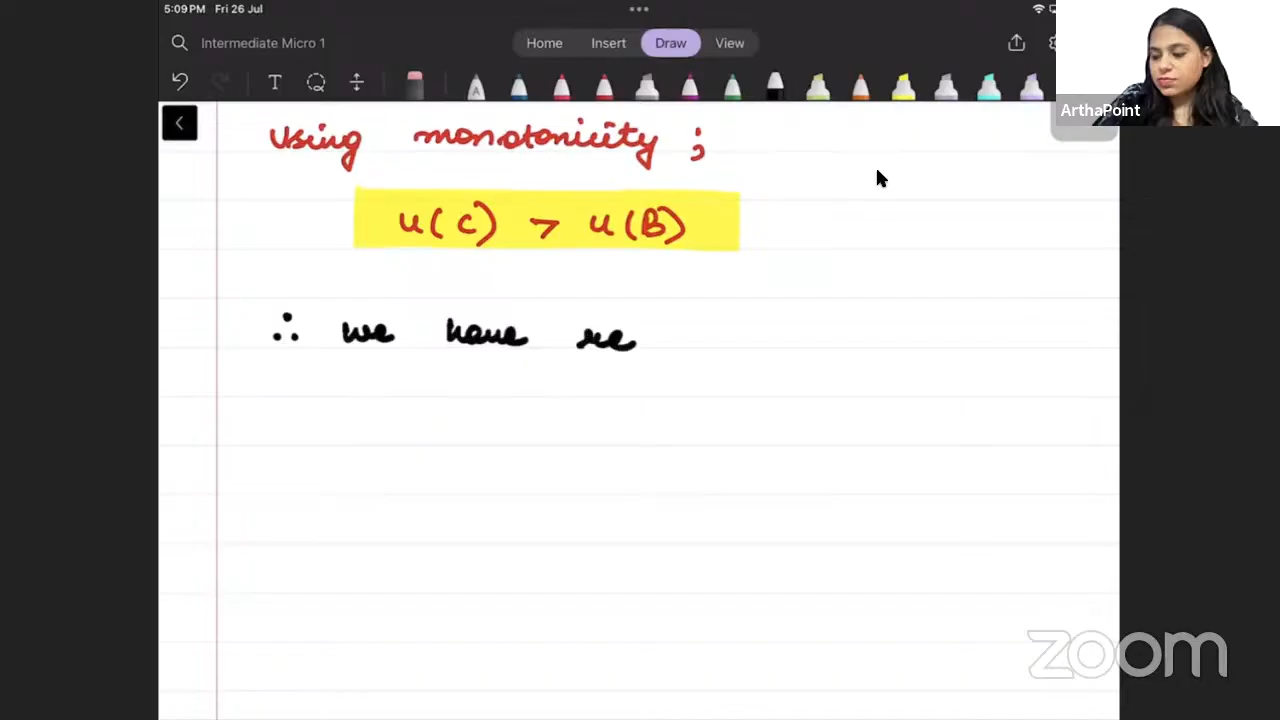 5:09 PM Fri 26 Jul
Intermediate Micro 1
Home Insert Draw View
T
A
ArthaPoint
Using monotonicity ;
u(C) > u(B)
∴ we have re
zoom